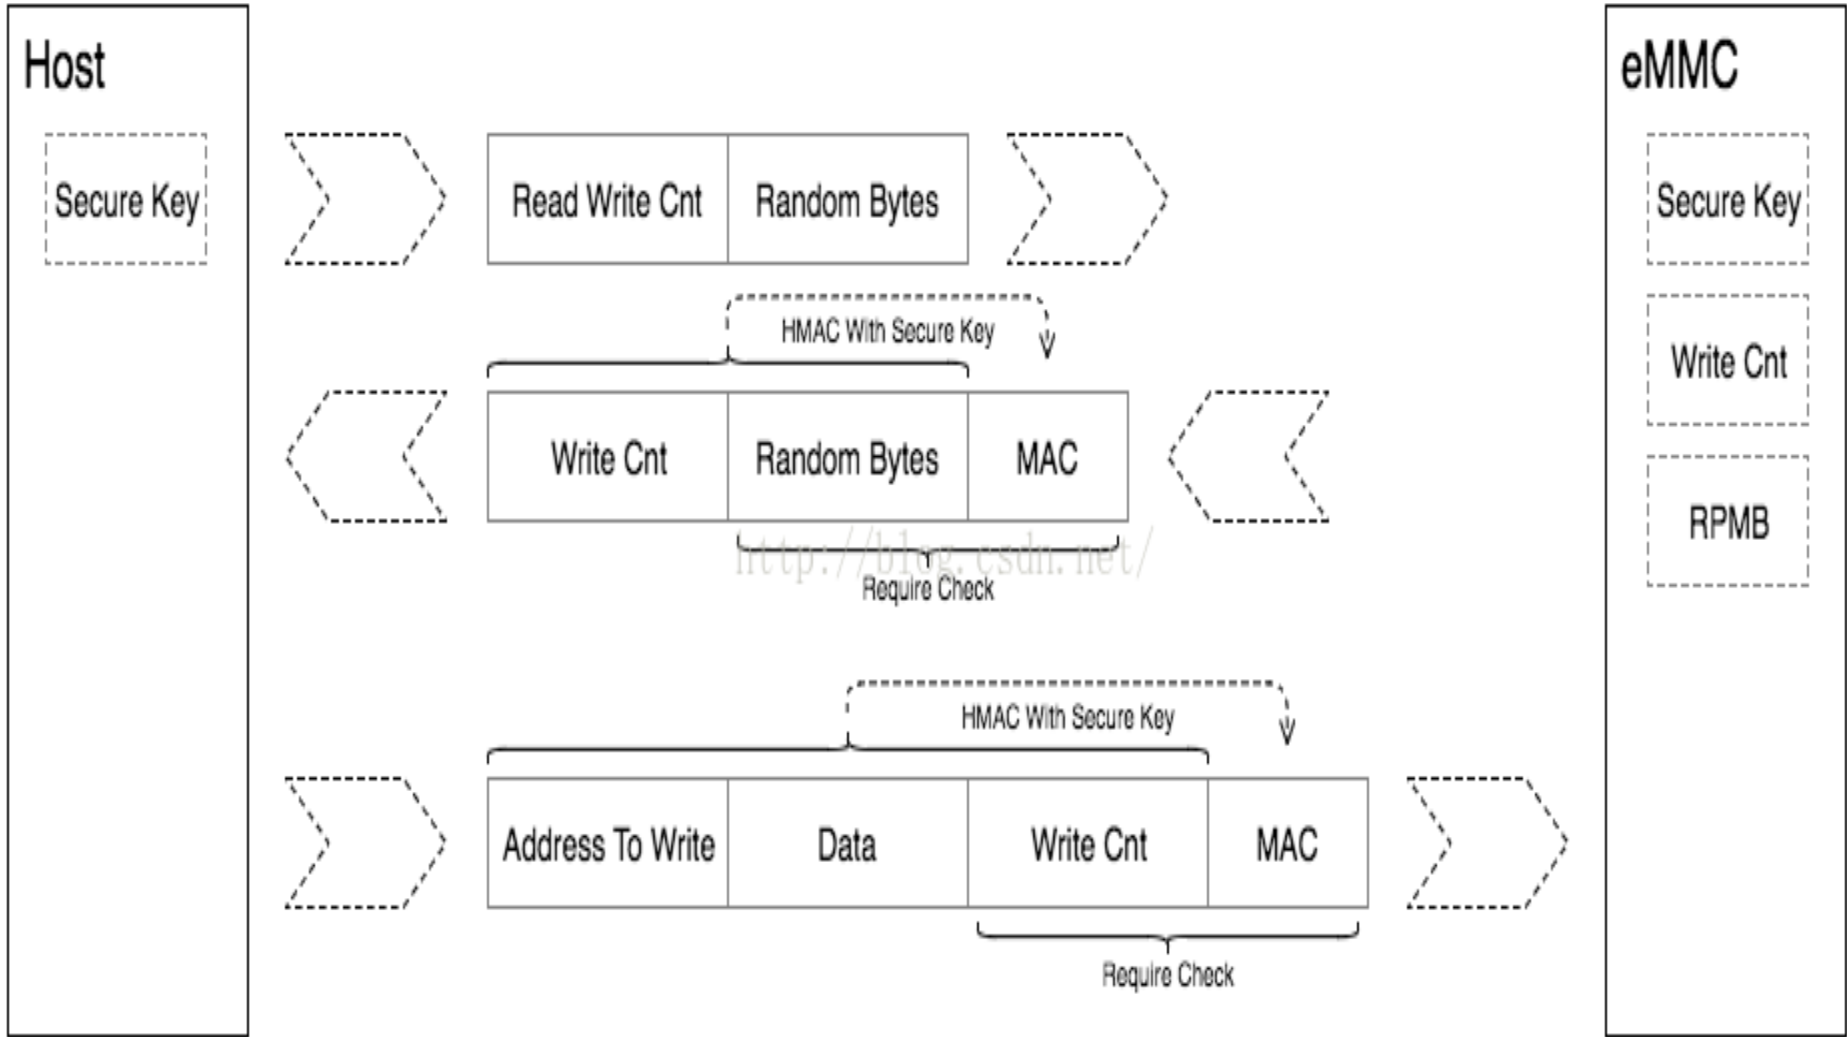 Host
eMMC
Secure Key
Read Write Cnt
Random Bytes
Secure Key
HMAC With Secure Key
Write Cnt
Write Cnt
Random Bytes
MAC
RPMB
http://blog.csdn.net/
Require Check
HMAC With Secure Key
Address To Write
Data
Write Cnt
MAC
Require Check